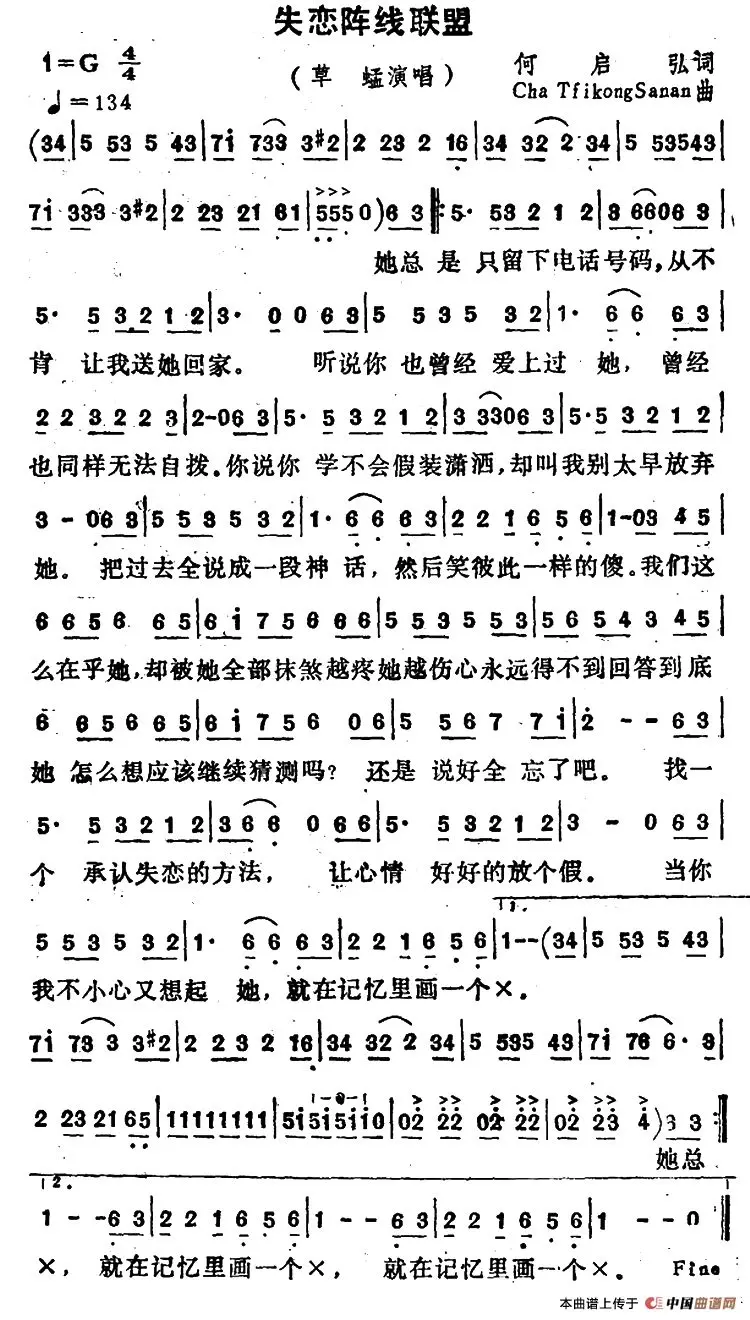 失恋阵线联盟
1=G 4/4
（草 蜢演唱）
何 启 弘词
♩=134
Cha TfikongSanan曲
(34|5 53 5 43|71 733 3#2|2 23 2 16|34 32 2 34|5 53543|
71 333 3#2|2 23 21 61|5550)63|:5· 53 2 1 2|3 66063|
她总 是 只留下电话号码，从不
5· 5 3 2 1 2|3· 0 0 6 3|5 5 3 5 3 2|1· 6 6 6 3|
肯 让我送她回家。 听说你 也曾经 爱上过 她， 曾经
2 2 3 2 2 3|2-0 6 3|5· 5 3 2 1 2|3 33063|5·5 3 2 1 2|
也同样无法自拨。你说你 学不会假装潇洒，却叫我别太早放弃
3 - 0 6 3|5 5 3 5 3 2|1· 6 6 6 3|2 2 1 6 5 6|1-03 4 5|
她。 把过去全说成一段神 话，然后笑彼此一样的傻。我们这
6 6 5 6 6 5|6 1 7 5 6 6 6|5 5 3 5 5 3|5 6 5 4 3 4 5|
么在乎她，却被她全部抹煞越疼她越伤心永远得不到回答到 底
6 6 5 6 6 5|6 1 7 5 6 0 6|5 5 6 7 7 1|2 - - 6 3|
她 怎么想应该继续猜测吗？ 还是 说好全 忘了吧。 找一
5· 5 3 2 1 2|3 6 6 0 6 6|5· 5 3 2 1 2|3 - 0 6 3|
个 承认失恋的方法， 让心情 好好的放个假。 当你
1.
5 5 3 5 3 2|1· 6 6 6 3|2 2 1 6 5 6|1--(34|5 53 5 43|
我不小心又想起 她，就在记忆里画一个×。
71 73 3 3#2|2 2 3 2 16|34 32 2 34|5 535 43|71 76 6·3|
2 23 21 65|11111111|51515110|02 22 02 22|02 23 4)63:|
她总
2.
1 - -6 3|2 2 1 6 5 6|1 - - 6 3|2 2 1 6 5 6|1 - - 0|
×， 就在记忆里画一个×， 就在记忆里画一个×。 Fine
本曲谱上传于 中国曲谱网